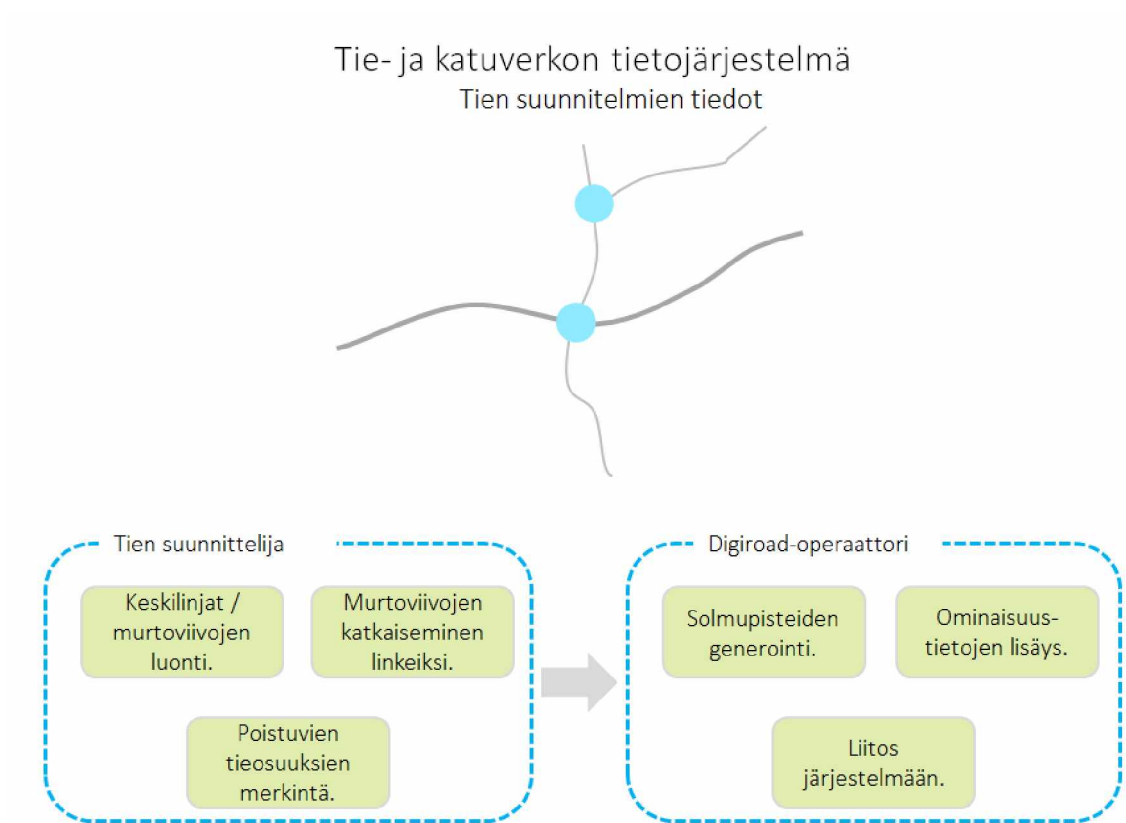 Tie- ja katuverkon tietojärjestelmä
Tien suunnitelmien tiedot
Tien suunnittelija
Keskilinjat /
murtoviivojen
luonti.
Murtoviivojen
katkaiseminen
linkeiksi.
Poistuvien
tieosuuksien
merkintä.
Digiroad-operaattori
Solmupisteiden
generointi.
Ominaisuus-
tietojen lisäys.
Liitos
järjestelmään.